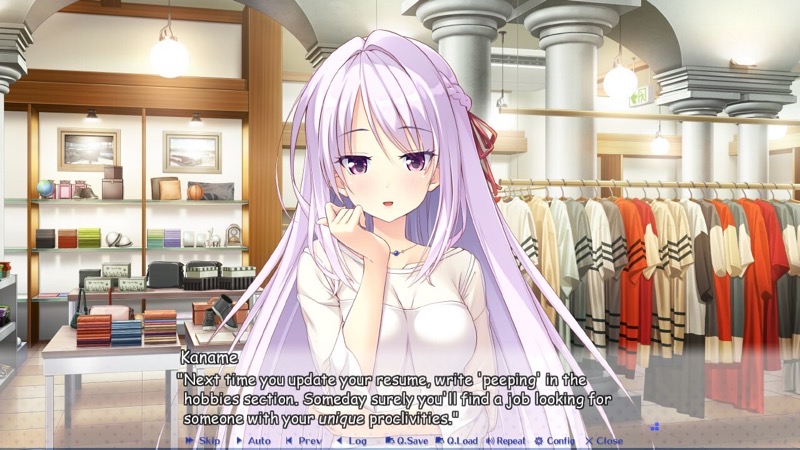 Kaname
"Next time you update your resume, write 'peeping' in the
hobbies section. Someday surely you'll find a job looking for
someone with your unique proclivities."
Skip Auto Prev Log Q.Save Q.Load Repeat Config Close